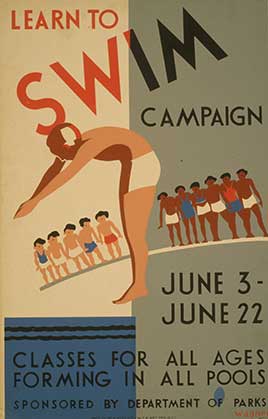 LEARN TO
SWIM
CAMPAIGN
JUNE 3-
JUNE 22
CLASSES FOR ALL AGES
FORMING IN ALL POOLS
SPONSORED BY DEPARTMENT OF PARKS